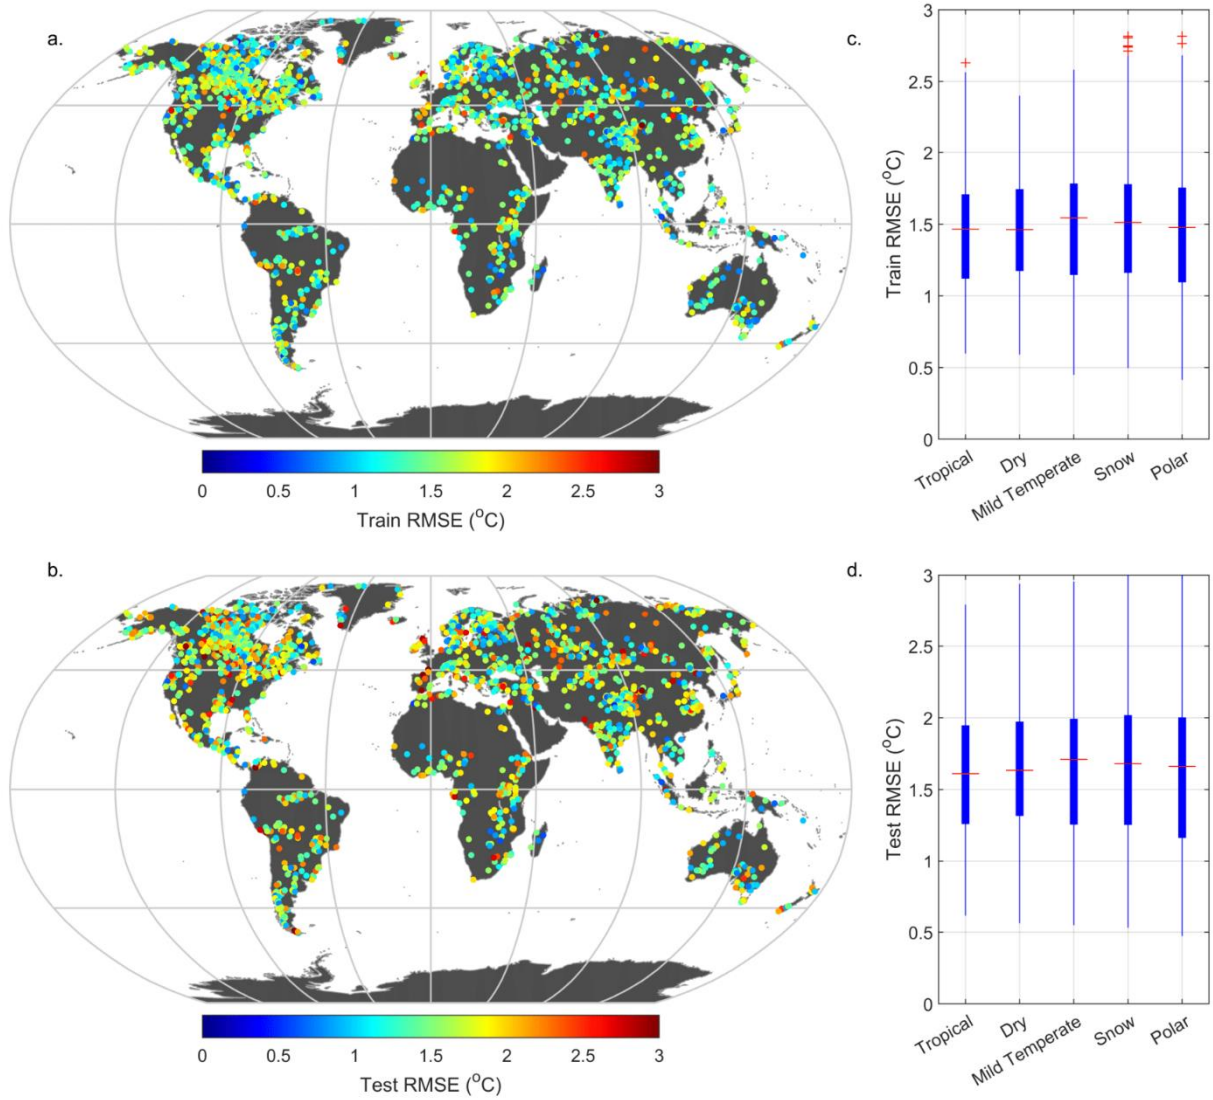 a.
0 0.5 1 1.5 2 2.5 3
Train RMSE (°C)
c.
3
2.5
2
1.5
1
0.5
0
Train RMSE (°C)
Tropical
Dry
Mild Temperate
Snow
Polar
b.
0 0.5 1 1.5 2 2.5 3
Test RMSE (°C)
d.
3
2.5
2
1.5
1
0.5
0
Test RMSE (°C)
Tropical
Dry
Mild Temperate
Snow
Polar